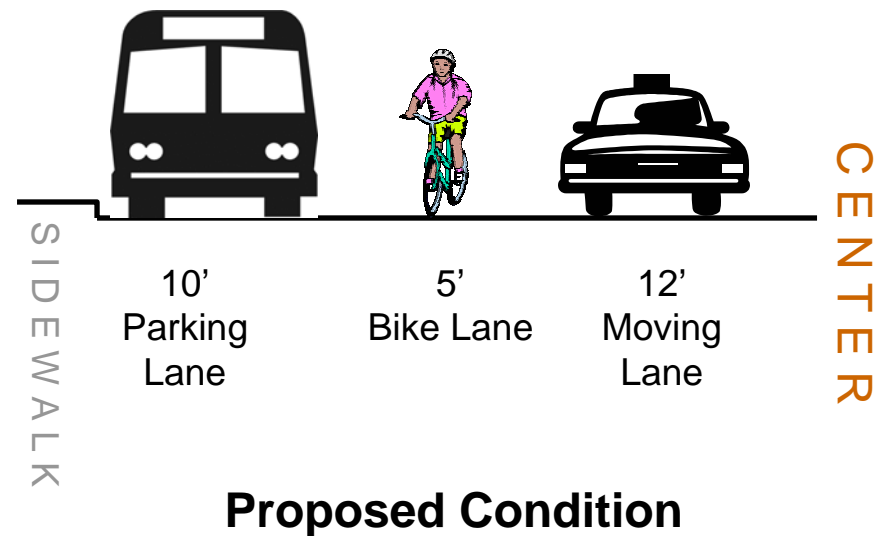 SIDEWALK
10’
Parking
Lane
5’
Bike Lane
12’
Moving
Lane
CENTER
Proposed Condition